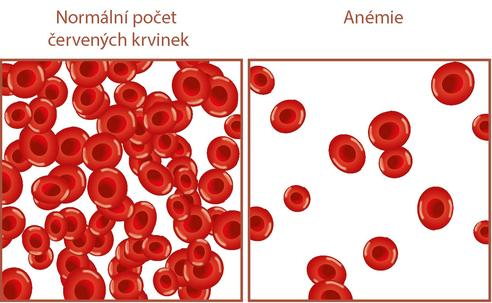 Normální počet
červených krvinek
Anémie